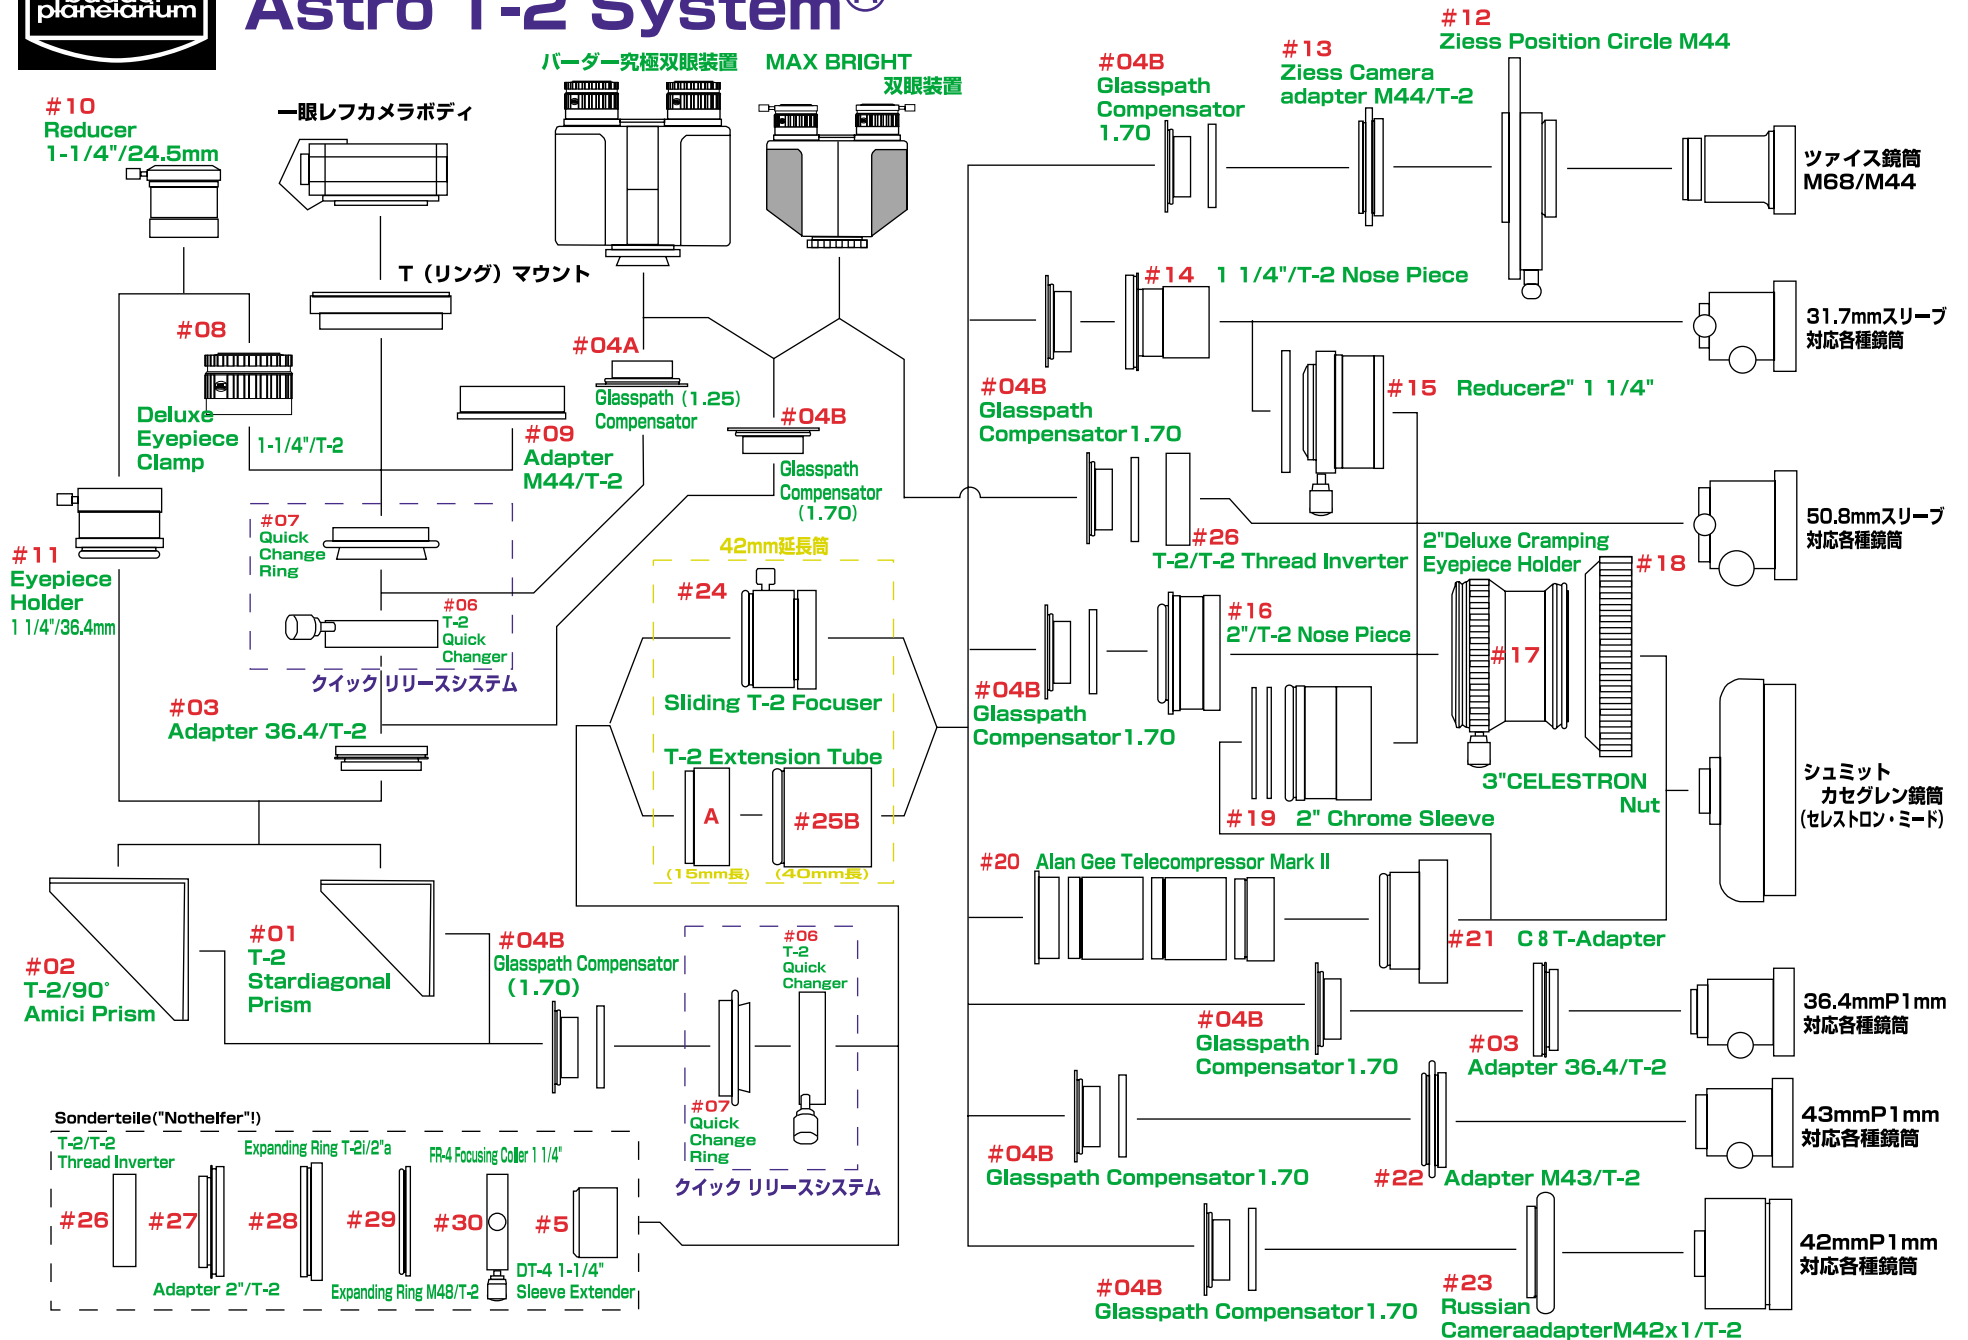 planetarium
Astro T-2 System®
バーダー究極双眼装置
MAX BRIGHT
双眼装置
#10
Reducer
1-1/4"/24.5mm
一眼レフカメラボディ
T（リング）マウント
#08
Deluxe
Eyepiece
Clamp
1-1/4"/T-2
#09
Adapter
M44/T-2
#04A
Glasspath (1.25)
Compensator
#04B
Glasspath
Compensator
(1.70)
#11
Eyepiece
Holder
1 1/4"/36.4mm
#07
Quick
Change
Ring
#06
T-2
Quick
Changer
クイック リリースシステム
#03
Adapter 36.4/T-2
42mm延長筒
#24
Sliding T-2 Focuser
T-2 Extension Tube
A
#25B
(15mm長)
(40mm長)
#02
T-2/90°
Amici Prism
#01
T-2
Stardiagonal
Prism
#04B
Glasspath Compensator
(1.70)
#06
T-2
Quick
Changer
#07
Quick
Change
Ring
クイック リリースシステム
Sonderteile("Nothelfer"!)
T-2/T-2
Thread Inverter
#26
#27
Adapter 2"/T-2
Expanding Ring T-2i/2"a
#28
#29
Expanding Ring M48/T-2
FR-4 Focusing Coller 1 1/4"
#30
#5
DT-4 1-1/4"
Sleeve Extender
#04B
Glasspath
Compensator
1.70
#13
Ziess Camera
adapter M44/T-2
#12
Ziess Position Circle M44
ツァイス鏡筒
M68/M44
#14 1 1/4"/T-2 Nose Piece
#04B
Glasspath
Compensator1.70
#15 Reducer2" 1 1/4"
31.7mmスリーブ
対応各種鏡筒
#26
T-2/T-2 Thread Inverter
50.8mmスリーブ
対応各種鏡筒
2"Deluxe Cramping
Eyepiece Holder
#18
#16
2"/T-2 Nose Piece
#17
#04B
Glasspath
Compensator1.70
3"CELESTRON
Nut
#19 2" Chrome Sleeve
シュミット
カセグレン鏡筒
(セレストロン・ミード)
#20 Alan Gee Telecompressor Mark II
#21 C 8 T-Adapter
#04B
Glasspath
Compensator1.70
#03
Adapter 36.4/T-2
36.4mmP1mm
対応各種鏡筒
#04B
Glasspath Compensator1.70
#22 Adapter M43/T-2
43mmP1mm
対応各種鏡筒
#04B
Glasspath Compensator1.70
#23
Russian
CameraadapterM42x1/T-2
42mmP1mm
対応各種鏡筒